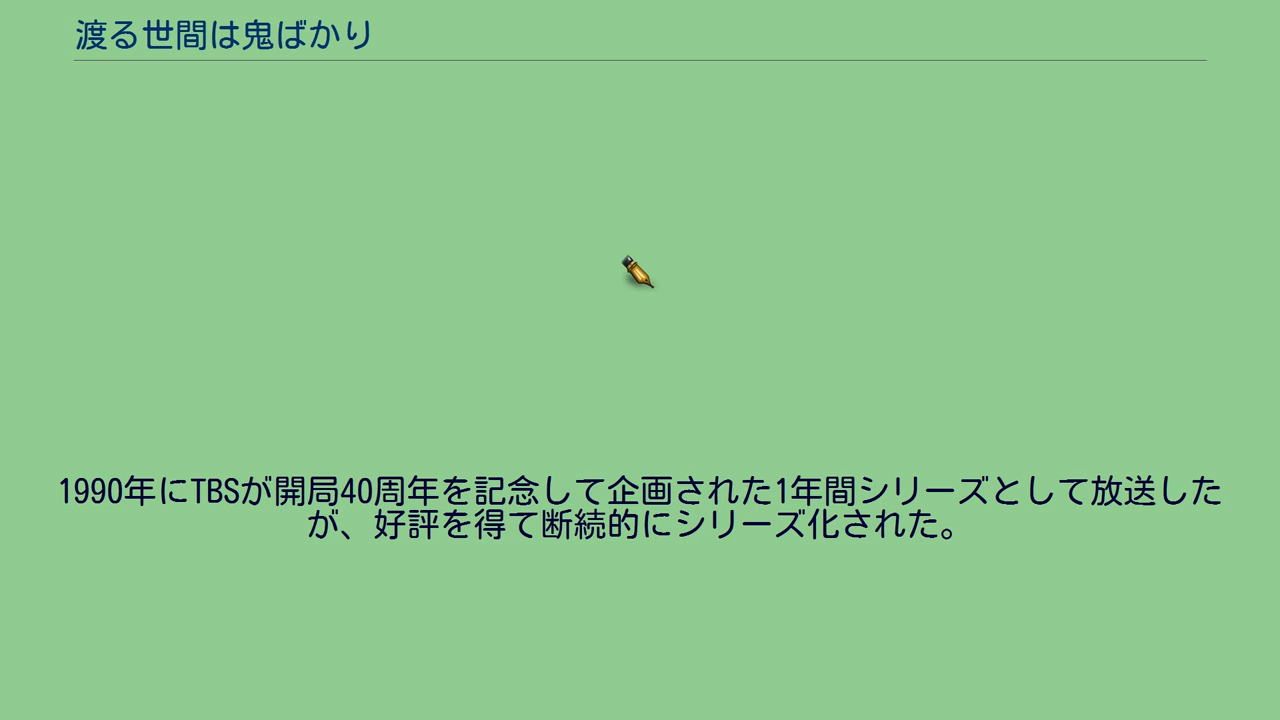 渡る世間は鬼ばかり
1990年にTBSが開局40周年を記念して企画された1年間シリーズとして放送した
が、好評を得て断続的にシリーズ化された。